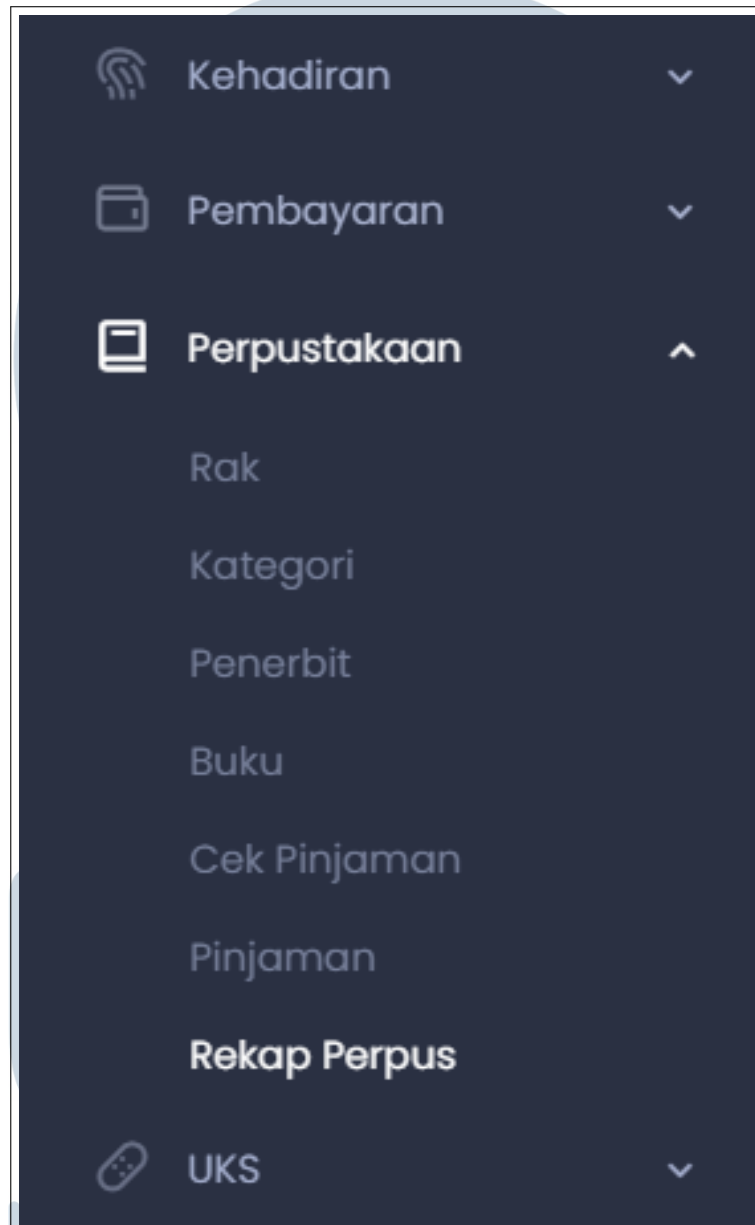 Kehadiran
Pembayaran
Perpustakaan
Rak
Kategori
Penerbit
Buku
Cek Pinjaman
Pinjaman
Rekap Perpus
UKS